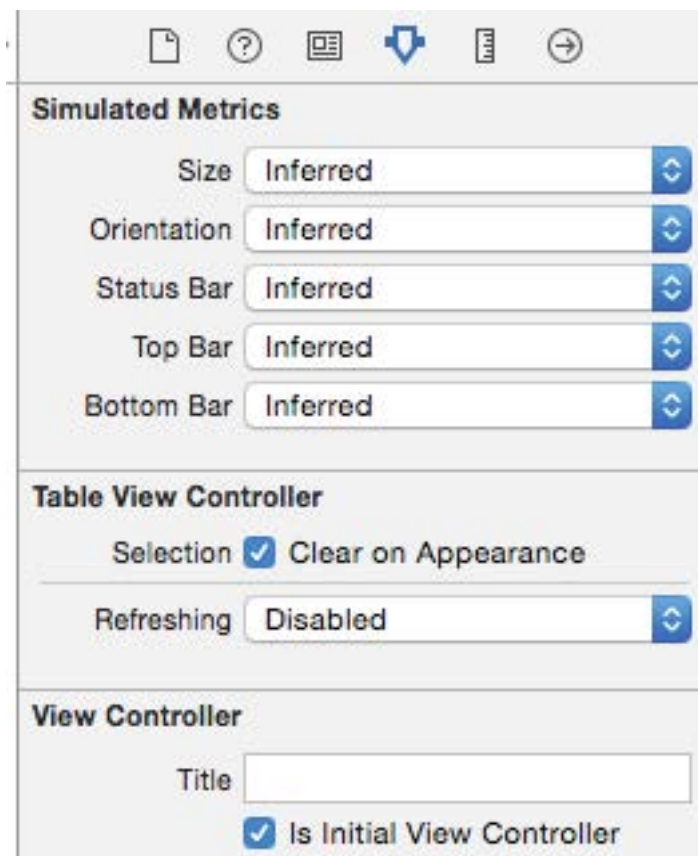 Simulated Metrics
Size Inferred
Orientation Inferred
Status Bar Inferred
Top Bar Inferred
Bottom Bar Inferred
Table View Controller
Selection Clear on Appearance
Refreshing Disabled
View Controller
Title
Is Initial View Controller